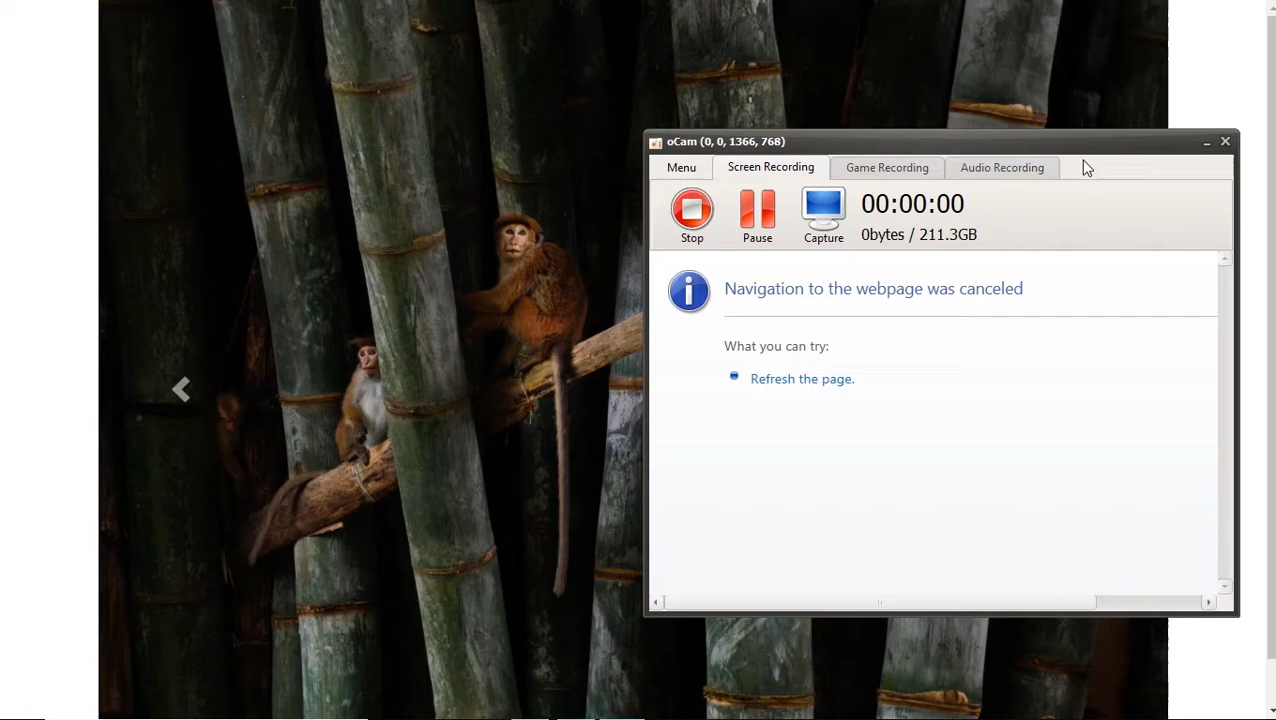 oCam (0, 0, 1366, 768)
Menu
Screen Recording
Game Recording
Audio Recording
Stop
Pause
Capture
00:00:00
0bytes / 211.3GB
Navigation to the webpage was canceled
What you can try:
Refresh the page.